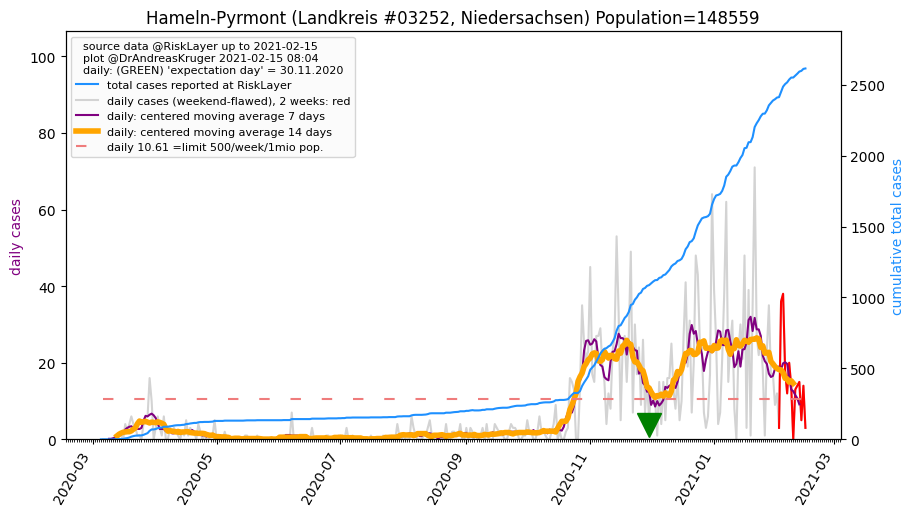 Hameln-Pyrmont (Landkreis #03252, Niedersachsen) Population=148559
source data @RiskLayer up to 2021-02-15
plot @DrAndreasKruger 2021-02-15 08:04
daily: (GREEN) 'expectation day' = 30.11.2020
total cases reported at RiskLayer
daily cases (weekend-flawed), 2 weeks: red
daily: centered moving average 7 days
daily: centered moving average 14 days
daily 10.61 =limit 500/week/1mio pop.
daily cases
100
80
60
40
20
0
cumulative total cases
2500
2000
1500
1000
500
0
2020-03
2020-05
2020-07
2020-09
2020-11
2021-01
2021-03